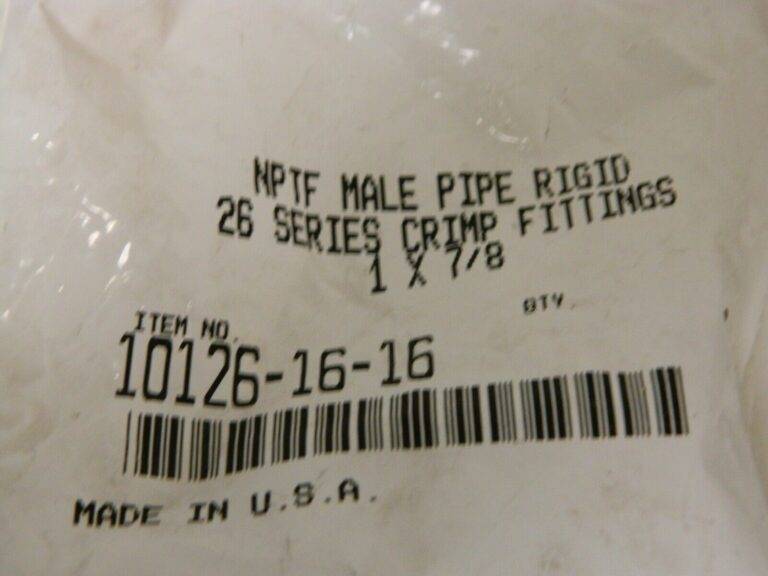 NPTF MALE PIPE RIGID
26 SERIES CRIMP FITTINGS
1 X 7/8
QTY.
ITEM NO.
10126-16-16
MADE IN U.S.A.